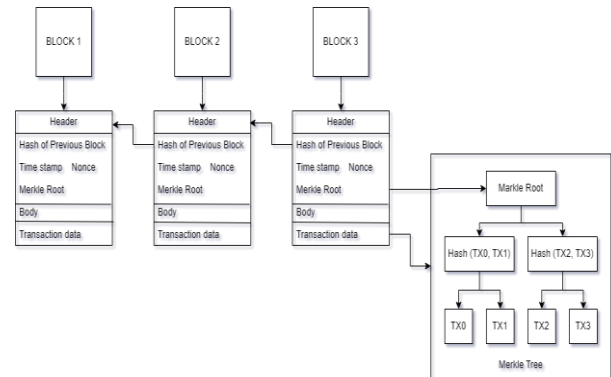 BLOCK 1
BLOCK 2
BLOCK 3
Header
Hash of Previous Block
Time stamp Nonce
Merkle Root
Body
Transaction data
Header
Hash of Previous Block
Time stamp Nonce
Merkle Root
Body
Transaction data
Header
Hash of Previous Block
Time stamp Nonce
Merkle Root
Body
Transaction data
Markle Root
Hash (TX0, TX1)
Hash (TX2, TX3)
TX0
TX1
TX2
TX3
Merkle Tree